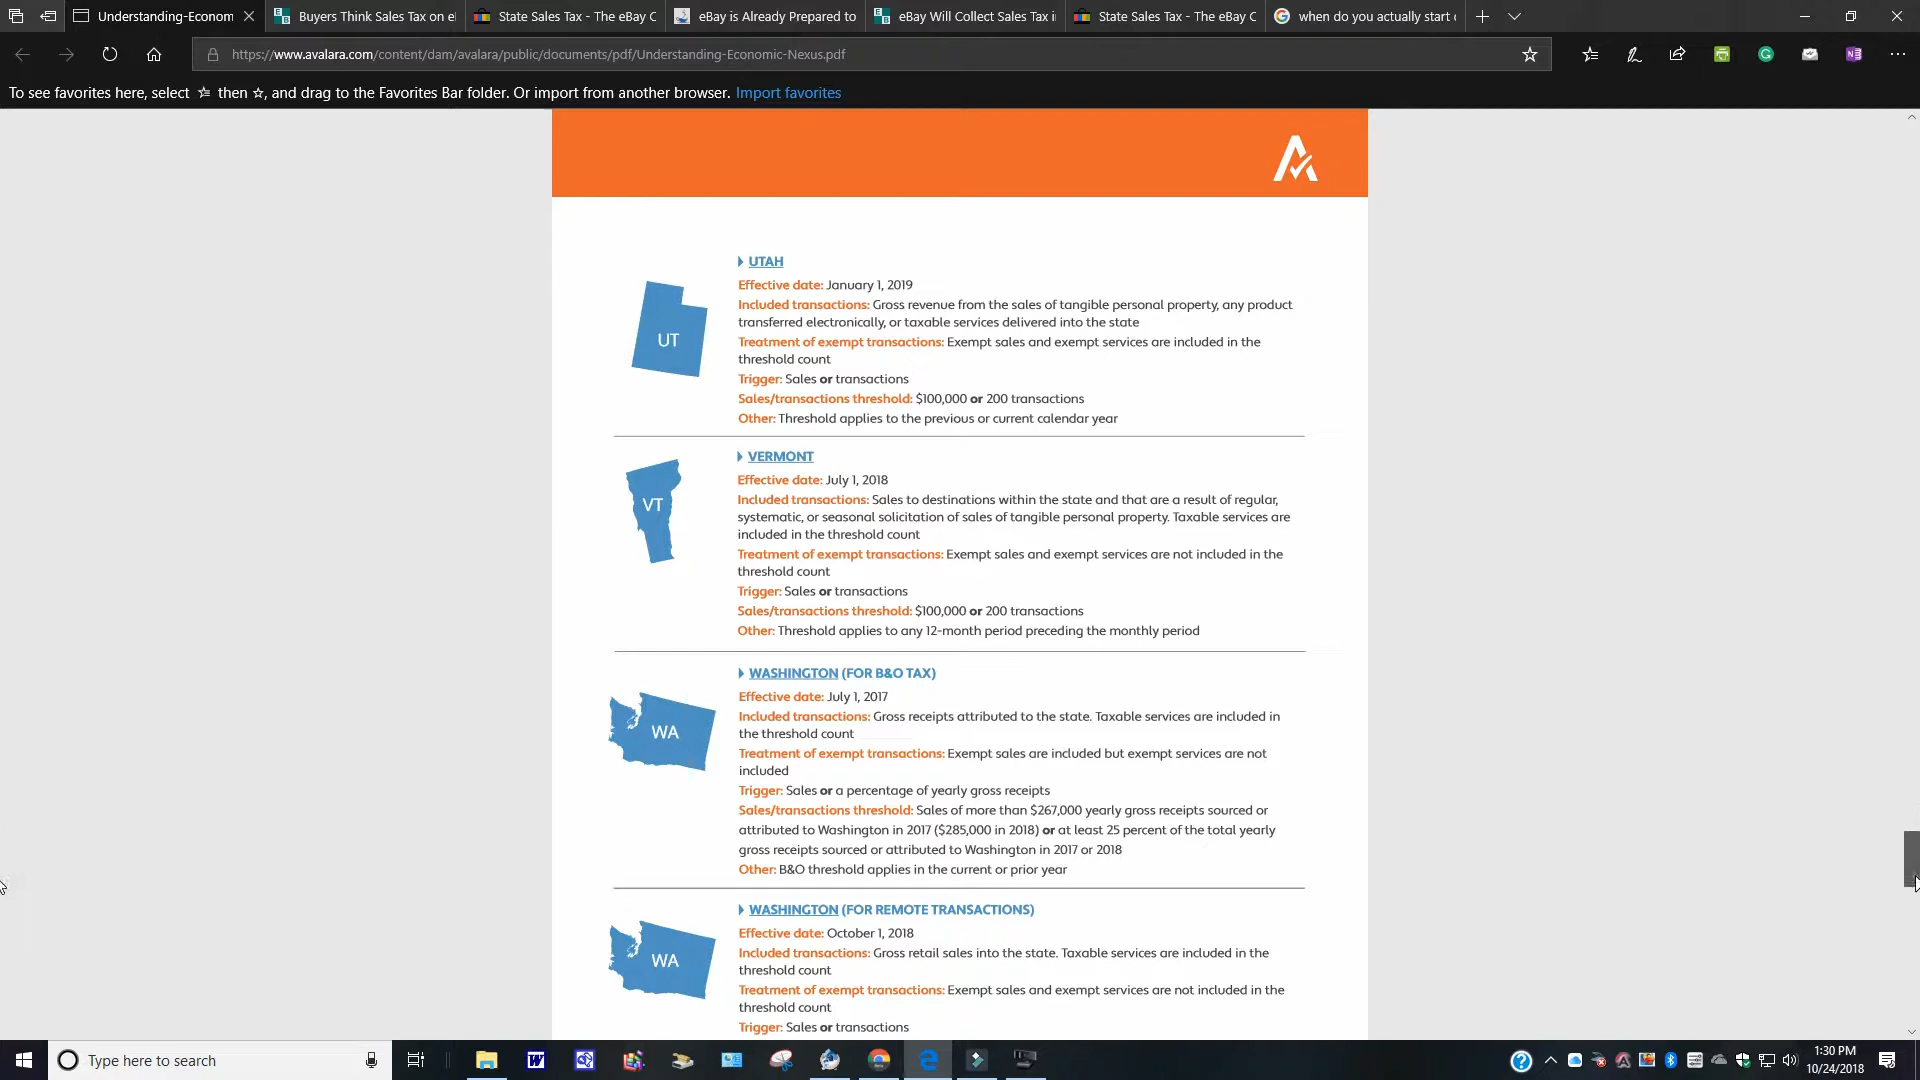 Understanding-Econom
Buyers Think Sales Tax on eB
State Sales Tax - The eBay C
eBay is Already Prepared to
eBay Will Collect Sales Tax i
State Sales Tax - The eBay C
when do you actually start
https://www.avalara.com/content/dam/avalara/public/documents/pdf/Understanding-Economic-Nexus.pdf
To see favorites here, select then , and drag to the Favorites Bar folder. Or import from another browser. Import favorites
UTAH
Effective date: January 1, 2019
Included transactions: Gross revenue from the sales of tangible personal property, any product
transferred electronically, or taxable services delivered into the state
UT
Treatment of exempt transactions: Exempt sales and exempt services are included in the
threshold count
Trigger: Sales or transactions
Sales/transactions threshold: $100,000 or 200 transactions
Other: Threshold applies to the previous or current calendar year
VERMONT
Effective date: July 1, 2018
Included transactions: Sales to destinations within the state and that are a result of regular,
VT
systematic, or seasonal solicitation of sales of tangible personal property. Taxable services are
included in the threshold count
Treatment of exempt transactions: Exempt sales and exempt services are not included in the
threshold count
Trigger: Sales or transactions
Sales/transactions threshold: $100,000 or 200 transactions
Other: Threshold applies to any 12-month period preceding the monthly period
WASHINGTON (FOR B&O TAX)
Effective date: July 1, 2017
Included transactions: Gross receipts attributed to the state. Taxable services are included in
WA
the threshold count
Treatment of exempt transactions: Exempt sales are included but exempt services are not
included
Trigger: Sales or a percentage of yearly gross receipts
Sales/transactions threshold: Sales of more than $267,000 yearly gross receipts sourced or
attributed to Washington in 2017 ($285,000 in 2018) or at least 25 percent of the total yearly
gross receipts sourced or attributed to Washington in 2017 or 2018
Other: B&O threshold applies in the current or prior year
WASHINGTON (FOR REMOTE TRANSACTIONS)
Effective date: October 1, 2018
Included transactions: Gross retail sales into the state. Taxable services are included in the
WA
threshold count
Treatment of exempt transactions: Exempt sales and exempt services are not included in the
threshold count
Trigger: Sales or transactions
Type here to search
1:30 PM
10/24/2018